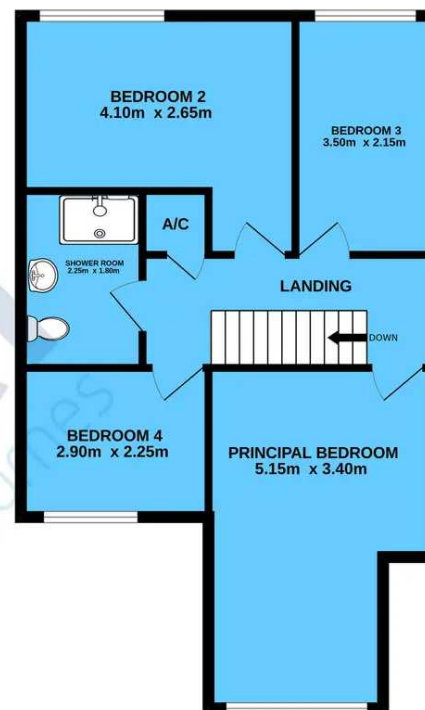 BEDROOM 2
4.10m x 2.65m
BEDROOM 3
3.50m x 2.15m
A/C
SHOWER ROOM
2.25m x 1.80m
LANDING
DOWN
BEDROOM 4
2.90m x 2.25m
PRINCIPAL BEDROOM
5.15m x 3.40m